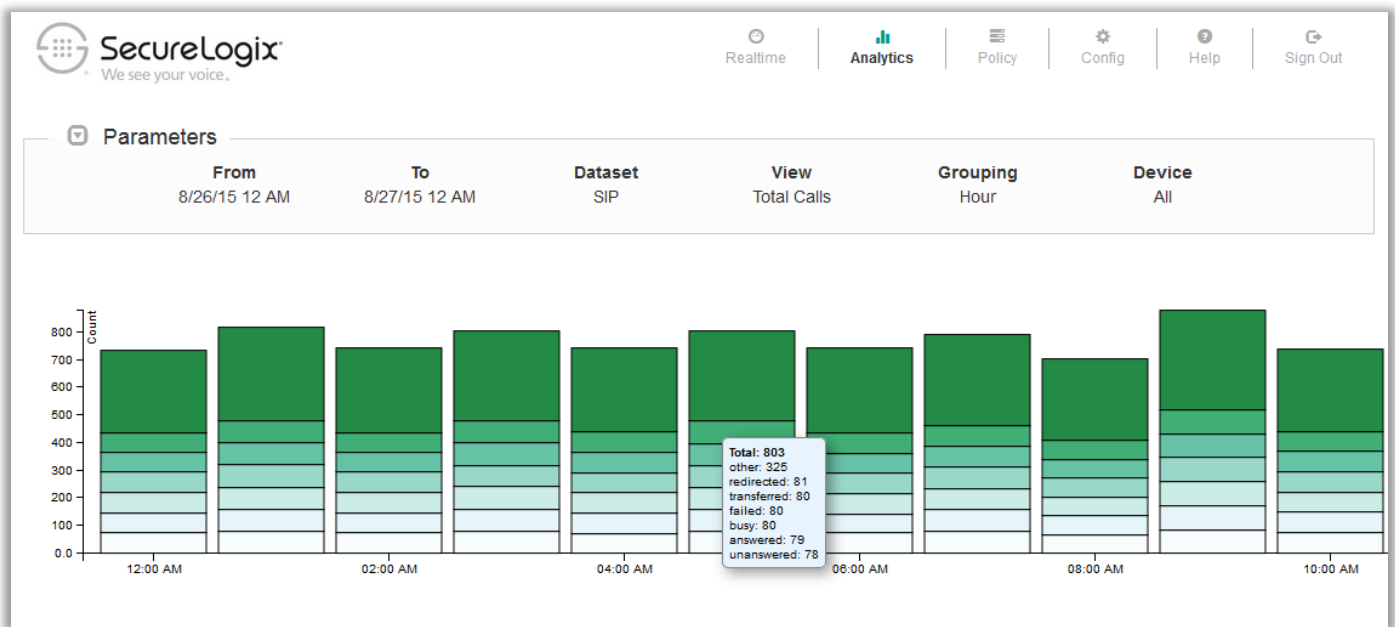 SecureLogix
We see your voice.
Realtime
Analytics
Policy
Config
Help
Sign Out
Parameters
From
To
Dataset
View
Grouping
Device
8/26/15 12 AM
8/27/15 12 AM
SIP
Total Calls
Hour
All
Count
800
700
600
500
400
300
200
100
0.0
Total: 803
other: 325
redirected: 81
transferred: 80
failed: 80
busy: 80
answered: 79
unanswered: 78
12:00 AM
02:00 AM
04:00 AM
06:00 AM
08:00 AM
10:00 AM